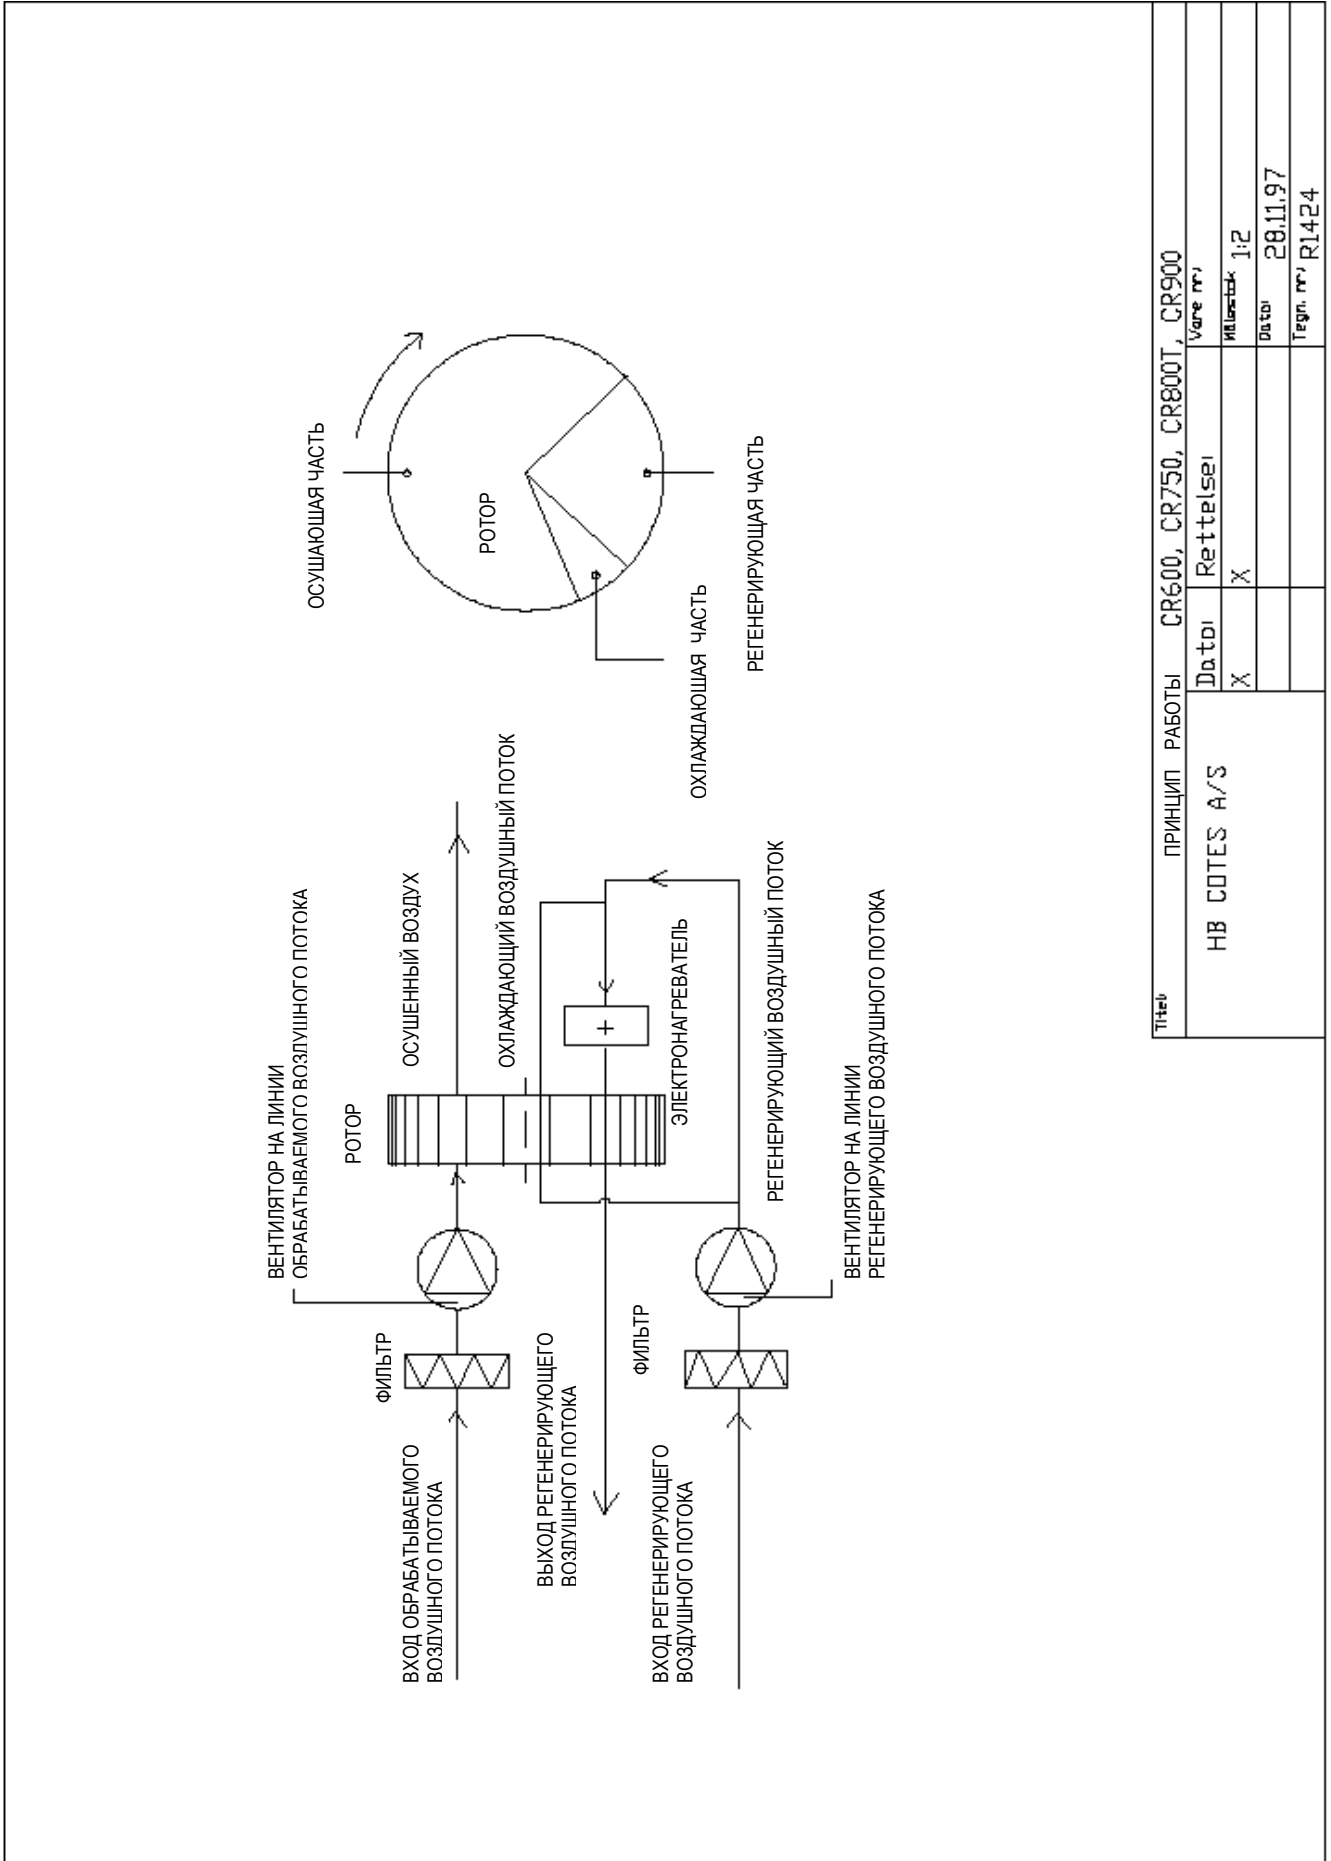 ВЕНТИЛЯТОР НА ЛИНИИ
ОБРАБАТЫВАЕМОГО ВОЗДУШНОГО ПОТОКА
ФИЛЬТР
РОТОР
ВХОД ОБРАБАТЫВАЕМОГО
ВОЗДУШНОГО ПОТОКА
ОСУШЕННЫЙ ВОЗДУХ
ОХЛАЖДАЮЩИЙ ВОЗДУШНЫЙ ПОТОК
ВЫХОД РЕГЕНЕРИРУЮЩЕГО
ВОЗДУШНОГО ПОТОКА
ЭЛЕКТРОНАГРЕВАТЕЛЬ
ФИЛЬТР
ВХОД РЕГЕНЕРИРУЮЩЕГО
ВОЗДУШНОГО ПОТОКА
РЕГЕНЕРИРУЮЩИЙ ВОЗДУШНЫЙ ПОТОК
ВЕНТИЛЯТОР НА ЛИНИИ
РЕГЕНЕРИРУЮЩЕГО ВОЗДУШНОГО ПОТОКА
ОСУШАЮШАЯ ЧАСТЬ
РОТОР
ОХЛАЖДАЮШАЯ ЧАСТЬ
РЕГЕНЕРИРУЮЩАЯ ЧАСТЬ
Titel:
ПРИНЦИП РАБОТЫ CR600, CR750, CR800T, CR900
HB COTES A/S
Dato: Rettelse: Vare nr.:
X X Målestok: 1:2
Dato: 28.11.97
Tegn. nr.: R1424